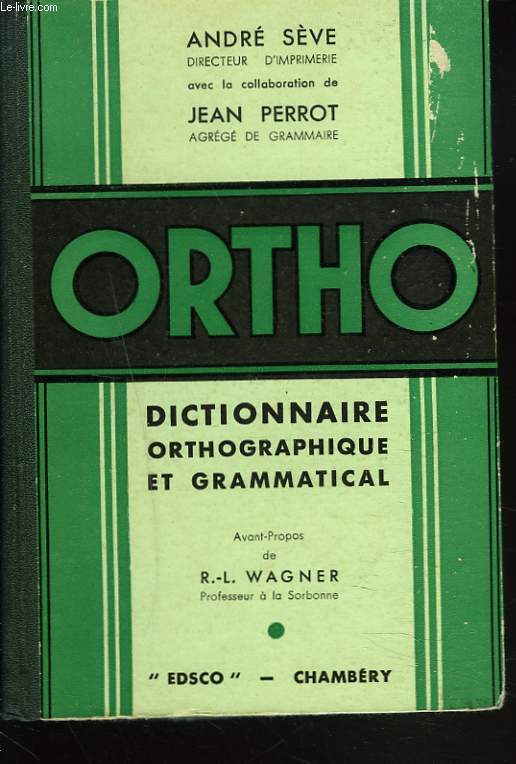 Le-livre.com
ANDRÉ SÈVE
DIRECTEUR D'IMPRIMERIE
avec la collaboration de
JEAN PERROT
AGRÉGÉ DE GRAMMAIRE
ORTHO
DICTIONNAIRE
ORTHOGRAPHIQUE
ET GRAMMATICAL
Avant-Propos
de
R.-L. WAGNER
Professeur à la Sorbonne
" EDSCO " — CHAMBÉRY